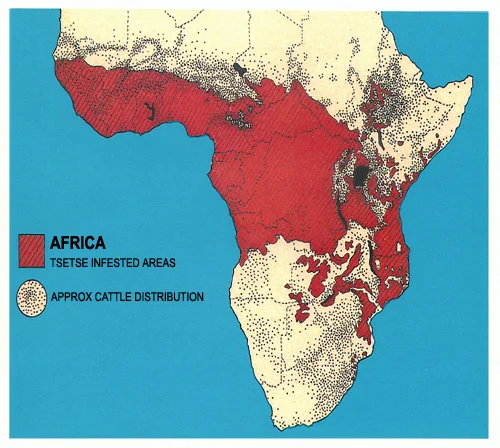 AFRICA
TSETSE INFESTED AREAS
APPROX CATTLE DISTRIBUTION